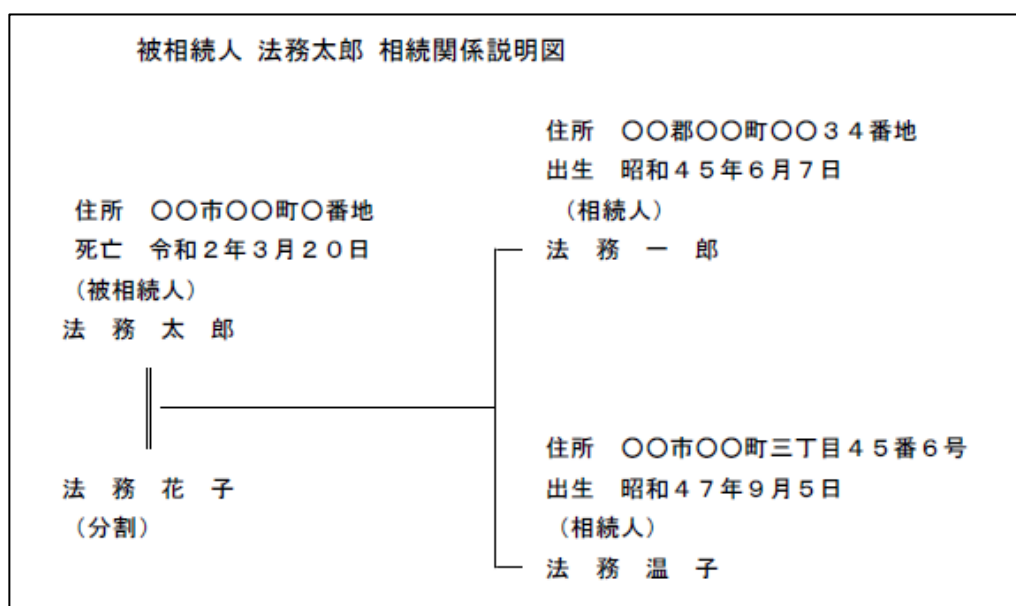 被相続人 法務太郎 相続関係説明図
住所 〇〇郡〇〇町〇〇３４番地
出生 昭和４５年６月７日
（相続人）
法 務 一 郎
住所 〇〇市〇〇町〇番地
死亡 令和２年３月２０日
（被相続人）
法 務 太 郎
法 務 花 子
（分割）
住所 〇〇市〇〇町三丁目４５番６号
出生 昭和４７年９月５日
（相続人）
法 務 温 子